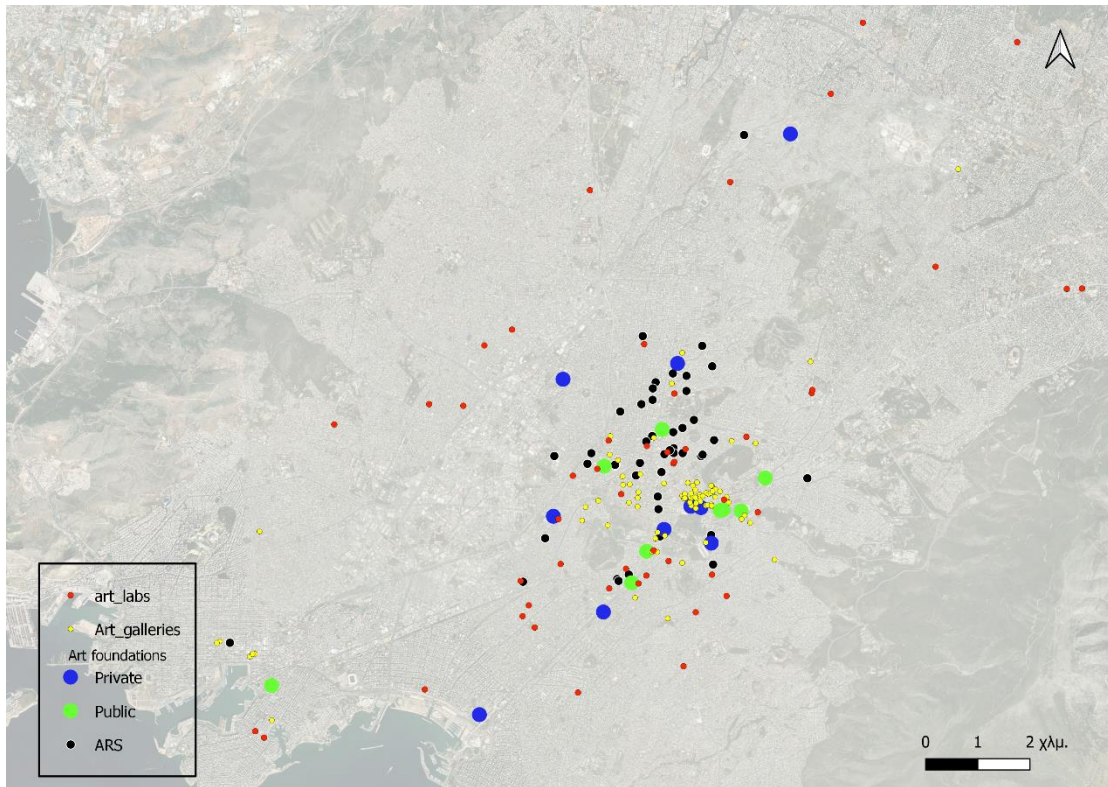 art_labs
Art_galleries
Art foundations
Private
Public
ARS
0 1 2 χλμ.